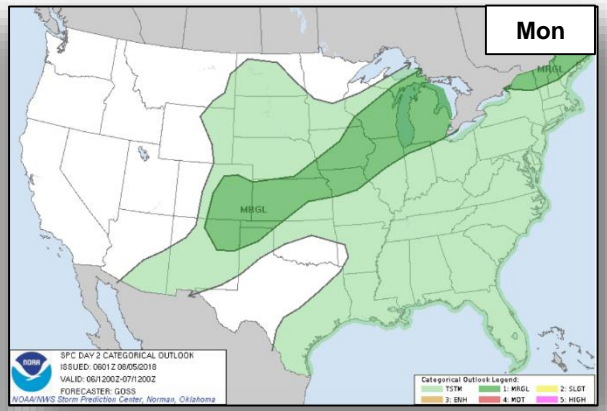 Mon
MRGL
MRGL
NOAA
SPC DAY 2 CATEGORICAL OUTLOOK
ISSUED: 0601Z 08/05/2018
VALID: 06/1200Z-07/1200Z
FORECASTER: GOSS
NOAA/NWS Storm Prediction Center, Norman, Oklahoma
Categorical Outlook Legend:
TSTM 1: MRGL 2: SLGT
3: ENH 4: MDT 5: HIGH